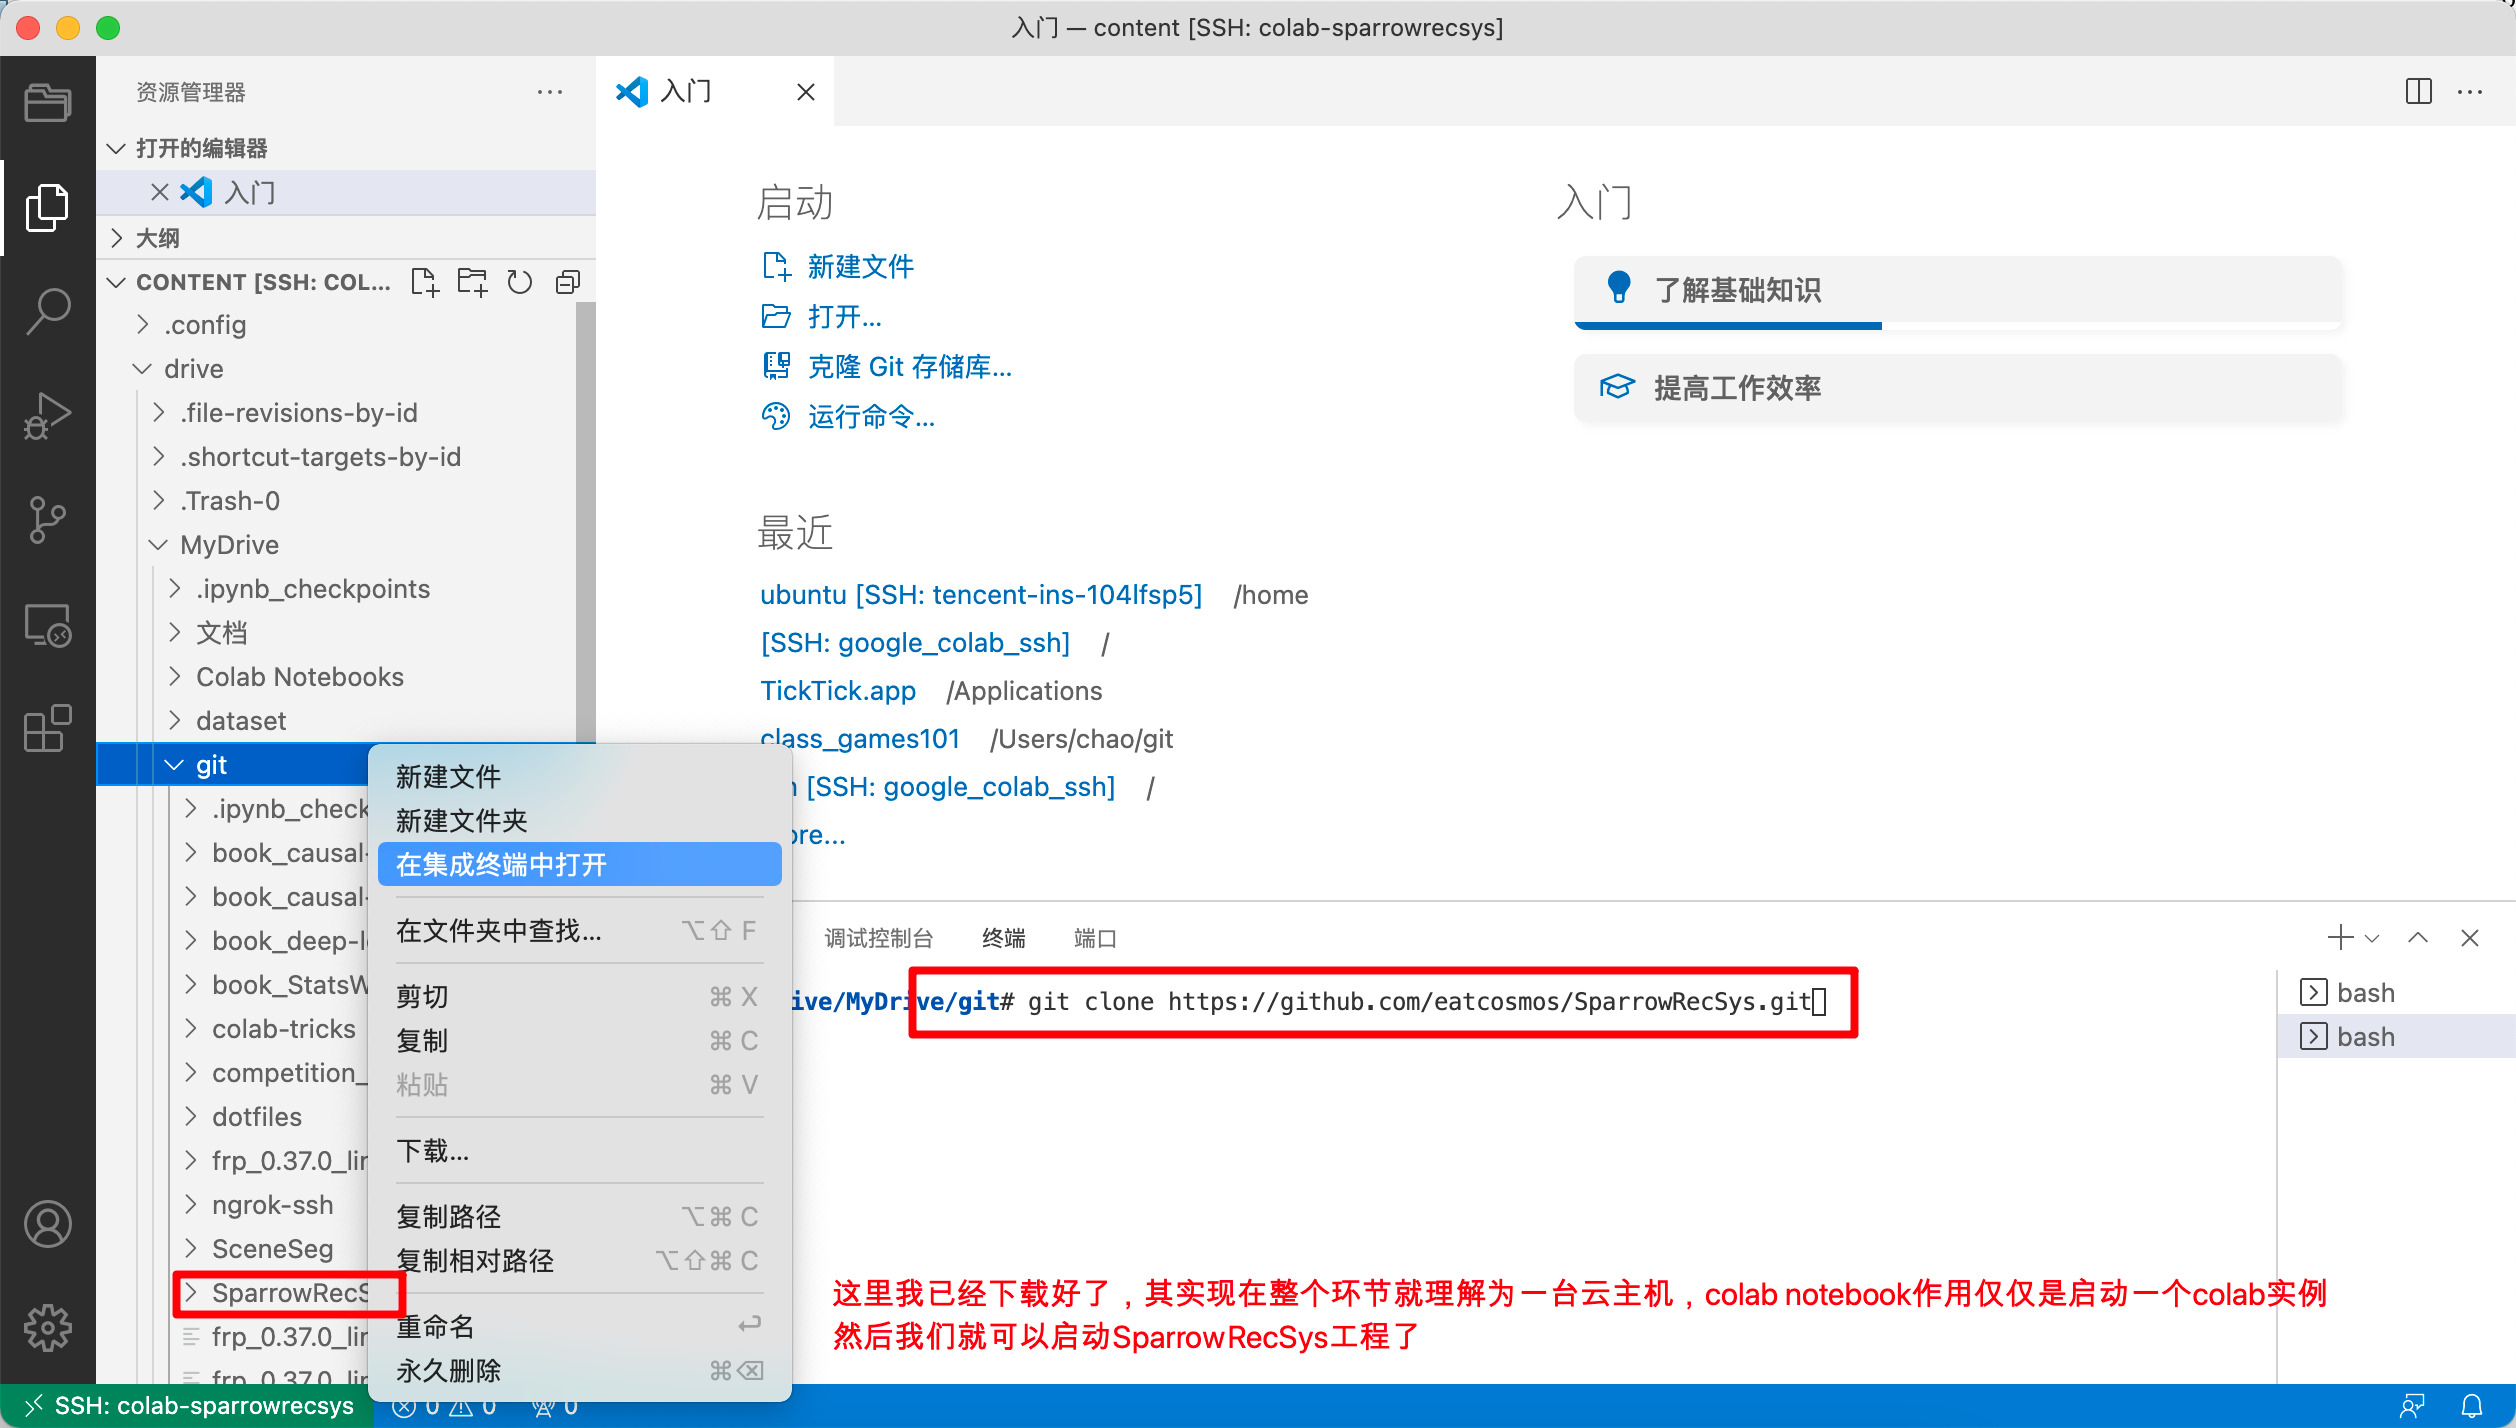 入门 — content [SSH: colab-sparrowrecsys]
资源管理器
打开的编辑器
入门
大纲
CONTENT [SSH: COL...
.config
drive
.file-revisions-by-id
.shortcut-targets-by-id
.Trash-0
MyDrive
.ipynb_checkpoints
文档
Colab Notebooks
dataset
git
.ipynb_check
book_causal-
book_causal-
book_deep-l
book_StatsW
colab-tricks
competition_
dotfiles
frp_0.37.0_lin
ngrok-ssh
SceneSeg
SparrowRecS
frp_0.37.0_lin
frp_0.37.0_lin
新建文件
新建文件夹
在集成终端中打开
在文件夹中查找... ⌥⇧ F
剪切 ⌘ X
复制 ⌘ C
粘贴 ⌘ V
下载...
复制路径 ⌥⌘ C
复制相对路径 ⌥⇧⌘ C
重命名 ↩
永久删除 ⌘⌫
入门
启动
新建文件
打开...
克隆 Git 存储库...
运行命令...
最近
ubuntu [SSH: tencent-ins-104lfsp5] /home
[SSH: google_colab_ssh] /
TickTick.app /Applications
class_games101 /Users/chao/git
[SSH: google_colab_ssh] /
ore...
入门
了解基础知识
提高工作效率
调试控制台 终端 端口
ive/MyDrive/git# git clone https://github.com/eatcosmos/SparrowRecSys.git
bash
bash
这里我已经下载好了，其实现在整个环节就理解为一台云主机，colab notebook作用仅仅是启动一个colab实例
然后我们就可以启动SparrowRecSys工程了
SSH: colab-sparrowrecsys 0 0 0